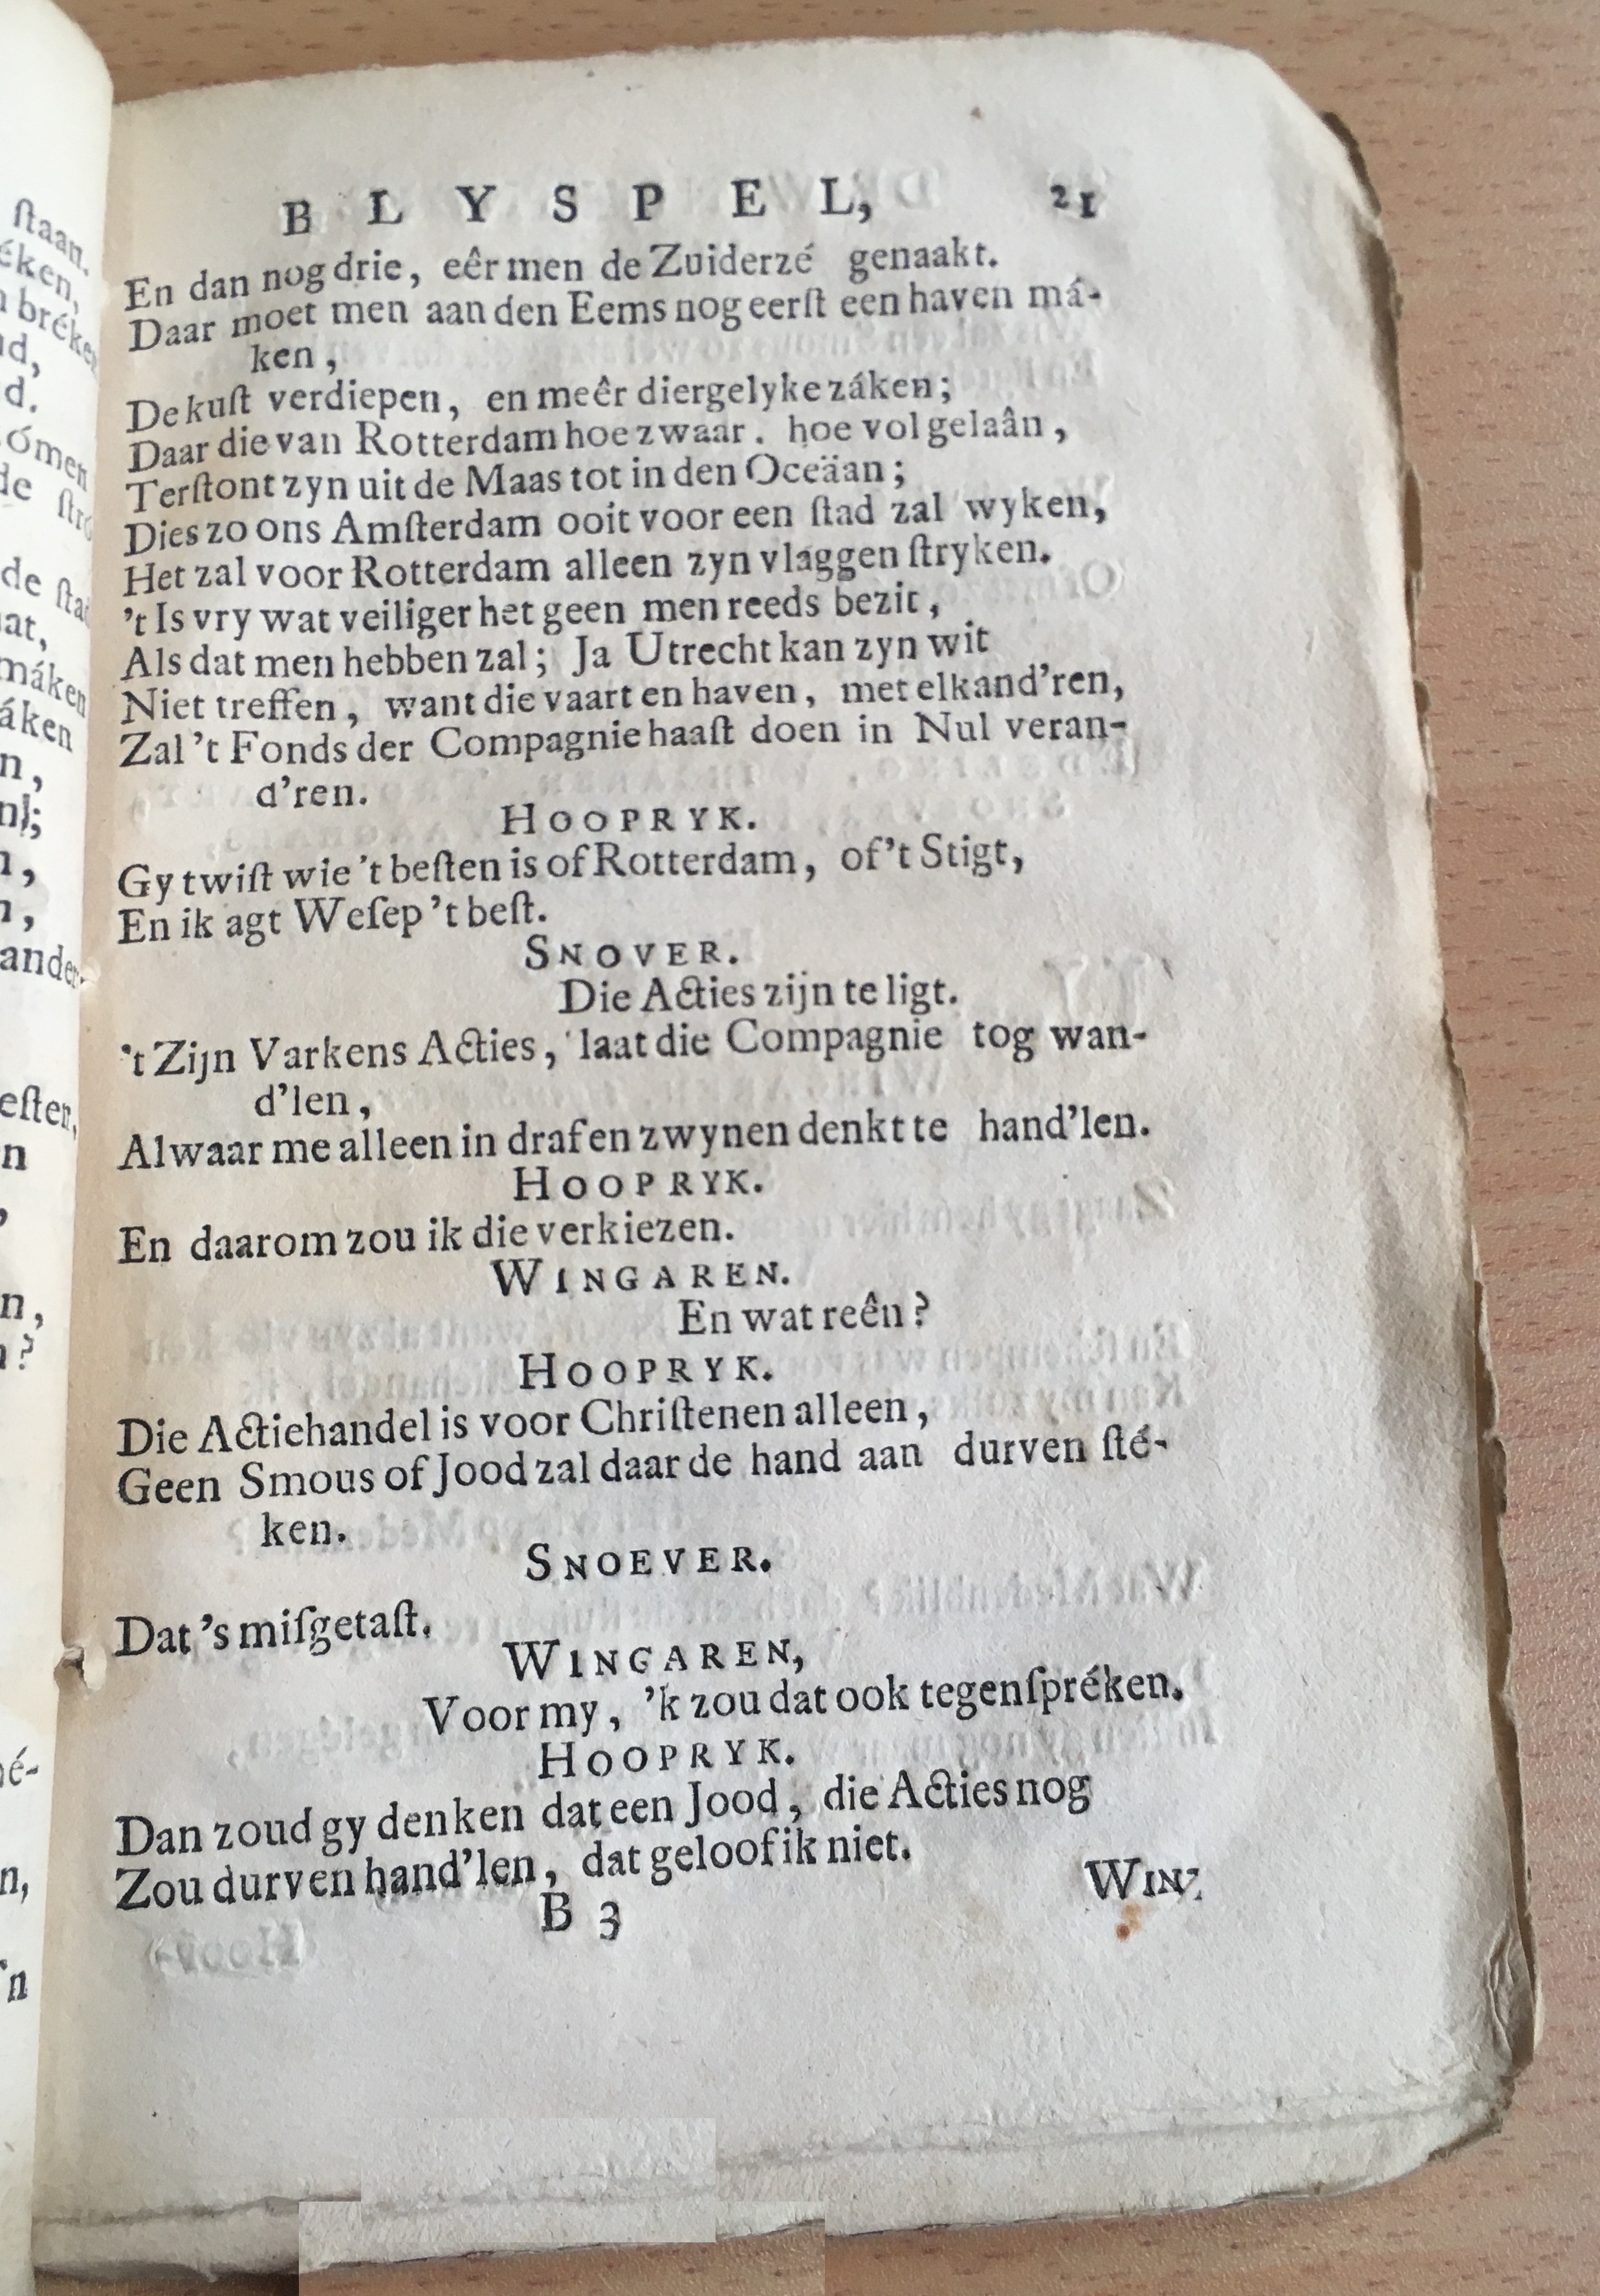 BLYSPEL, 21
En dan nog drie, eêr men de Zuiderzé genaakt.
Daar moet men aan den Eems nog eerſt een haven má-
ken,
De kuſt verdiepen, en meêr diergelyke záken;
Daar die van Rotterdam hoe zwaar. hoe vol gelaân,
Terſtont zyn uit de Maas tot in den Oceäan;
Dies zo ons Amſterdam ooit voor een ſtad zal wyken,
Het zal voor Rotterdam alleen zyn vlaggen ſtryken.
't Is vry wat veiliger het geen men reeds bezit,
Als dat men hebben zal; Ja Utrecht kan zyn wit
Niet treffen, want die vaart en haven, met elkand'ren,
Zal 't Fonds der Compagnie haaſt doen in Nul veran-
d'ren.
HOOPRYK.
Gy twiſt wie 't beſten is of Rotterdam, of 't Stigt,
En ik agt Weſep 't beſt.
SNOVER.
Die Acties zijn te ligt.
't Zijn Varkens Acties, laat die Compagnie tog wan-
d'len,
Alwaar me alleen in draf en zwynen denkt te hand'len.
HOOPRYK.
En daarom zou ik die verkiezen.
WINGAREN.
En wat reên?
HOOPRYK.
Die Actiehandel is voor Chriſtenen alleen,
Geen Smous of Jood zal daar de hand aan durven ſté-
ken.
SNOEVER.
Dat 's miſgetaſt.
WINGAREN,
Voor my, 'k zou dat ook tegenſpréken.
HOOPRYK.
Dan zoud gy denken dat een Jood, die Acties nog
Zou durven hand'len, dat geloof ik niet.
B 3 WIN-